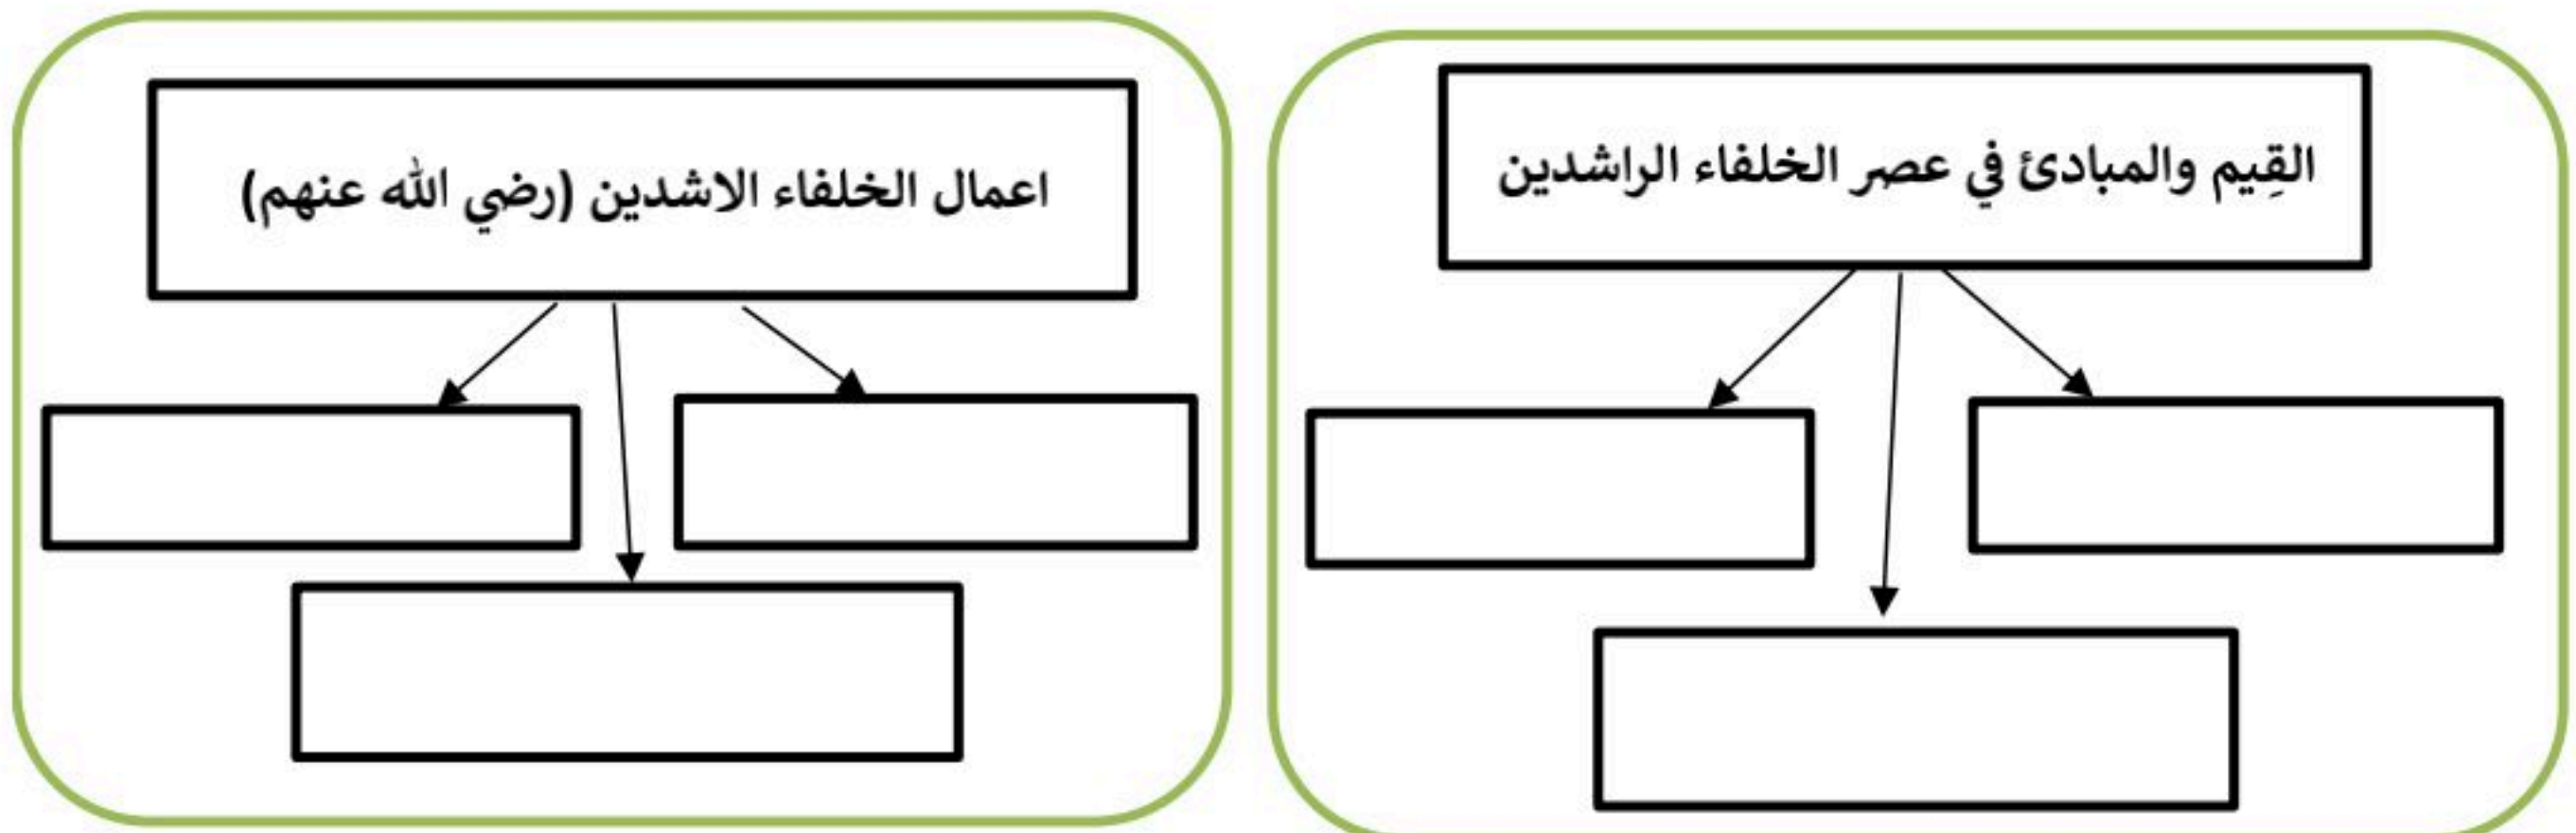 القِيم والمبادئ في عصر الخلفاء الراشدين
اعمال الخلفاء الاشدين (رضي الله عنهم)